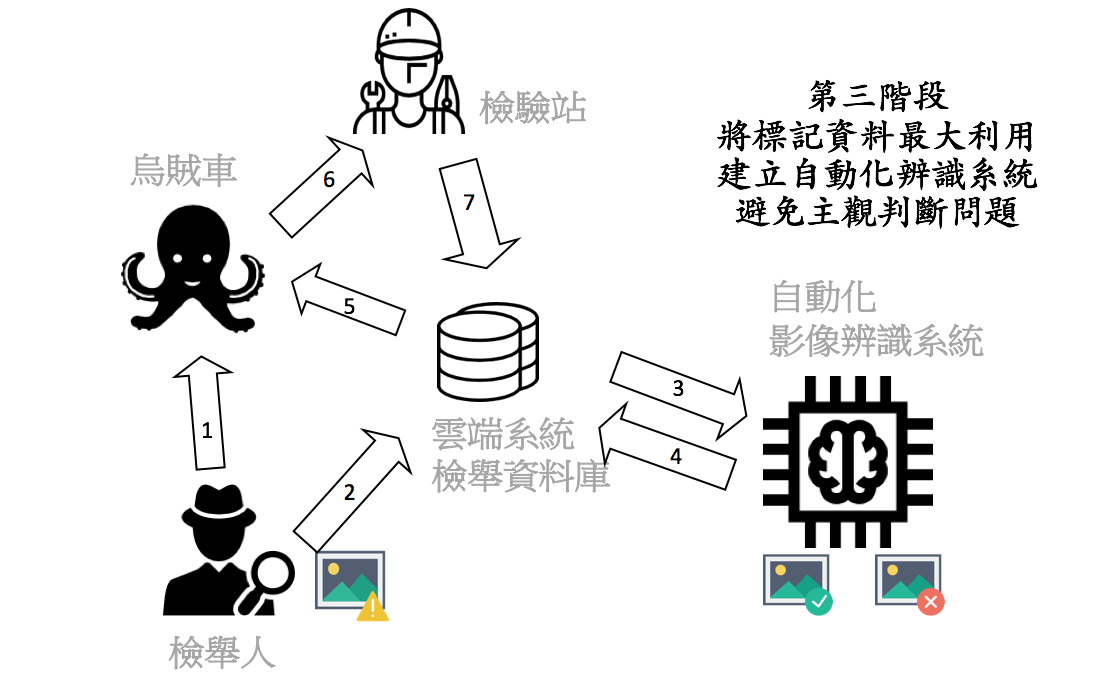 檢驗站
第三階段
將標記資料最大利用
建立自動化辨識系統
避免主觀判斷問題
烏賊車
6
7
5
自動化
影像辨識系統
3
1
雲端系統
檢舉資料庫
4
2
檢舉人